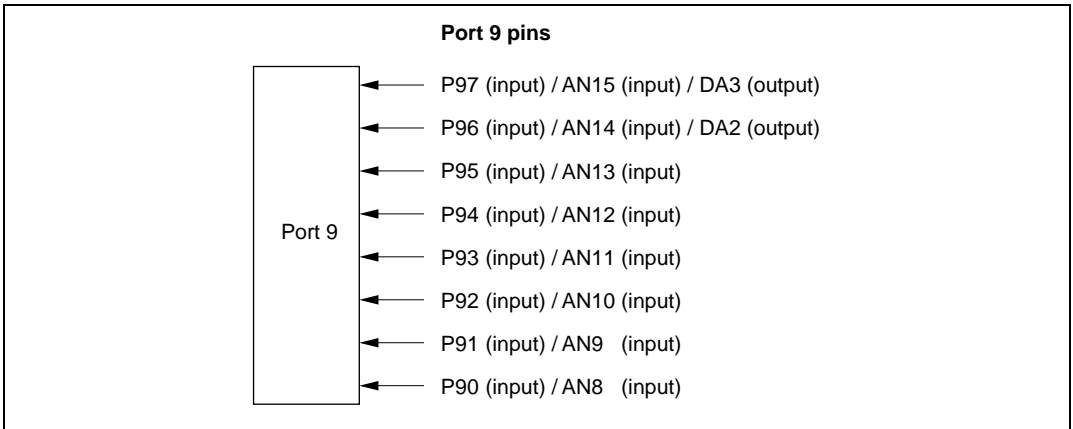 Port 9 pins
P97 (input) / AN15 (input) / DA3 (output)
P96 (input) / AN14 (input) / DA2 (output)
P95 (input) / AN13 (input)
P94 (input) / AN12 (input)
Port 9
P93 (input) / AN11 (input)
P92 (input) / AN10 (input)
P91 (input) / AN9 (input)
P90 (input) / AN8 (input)